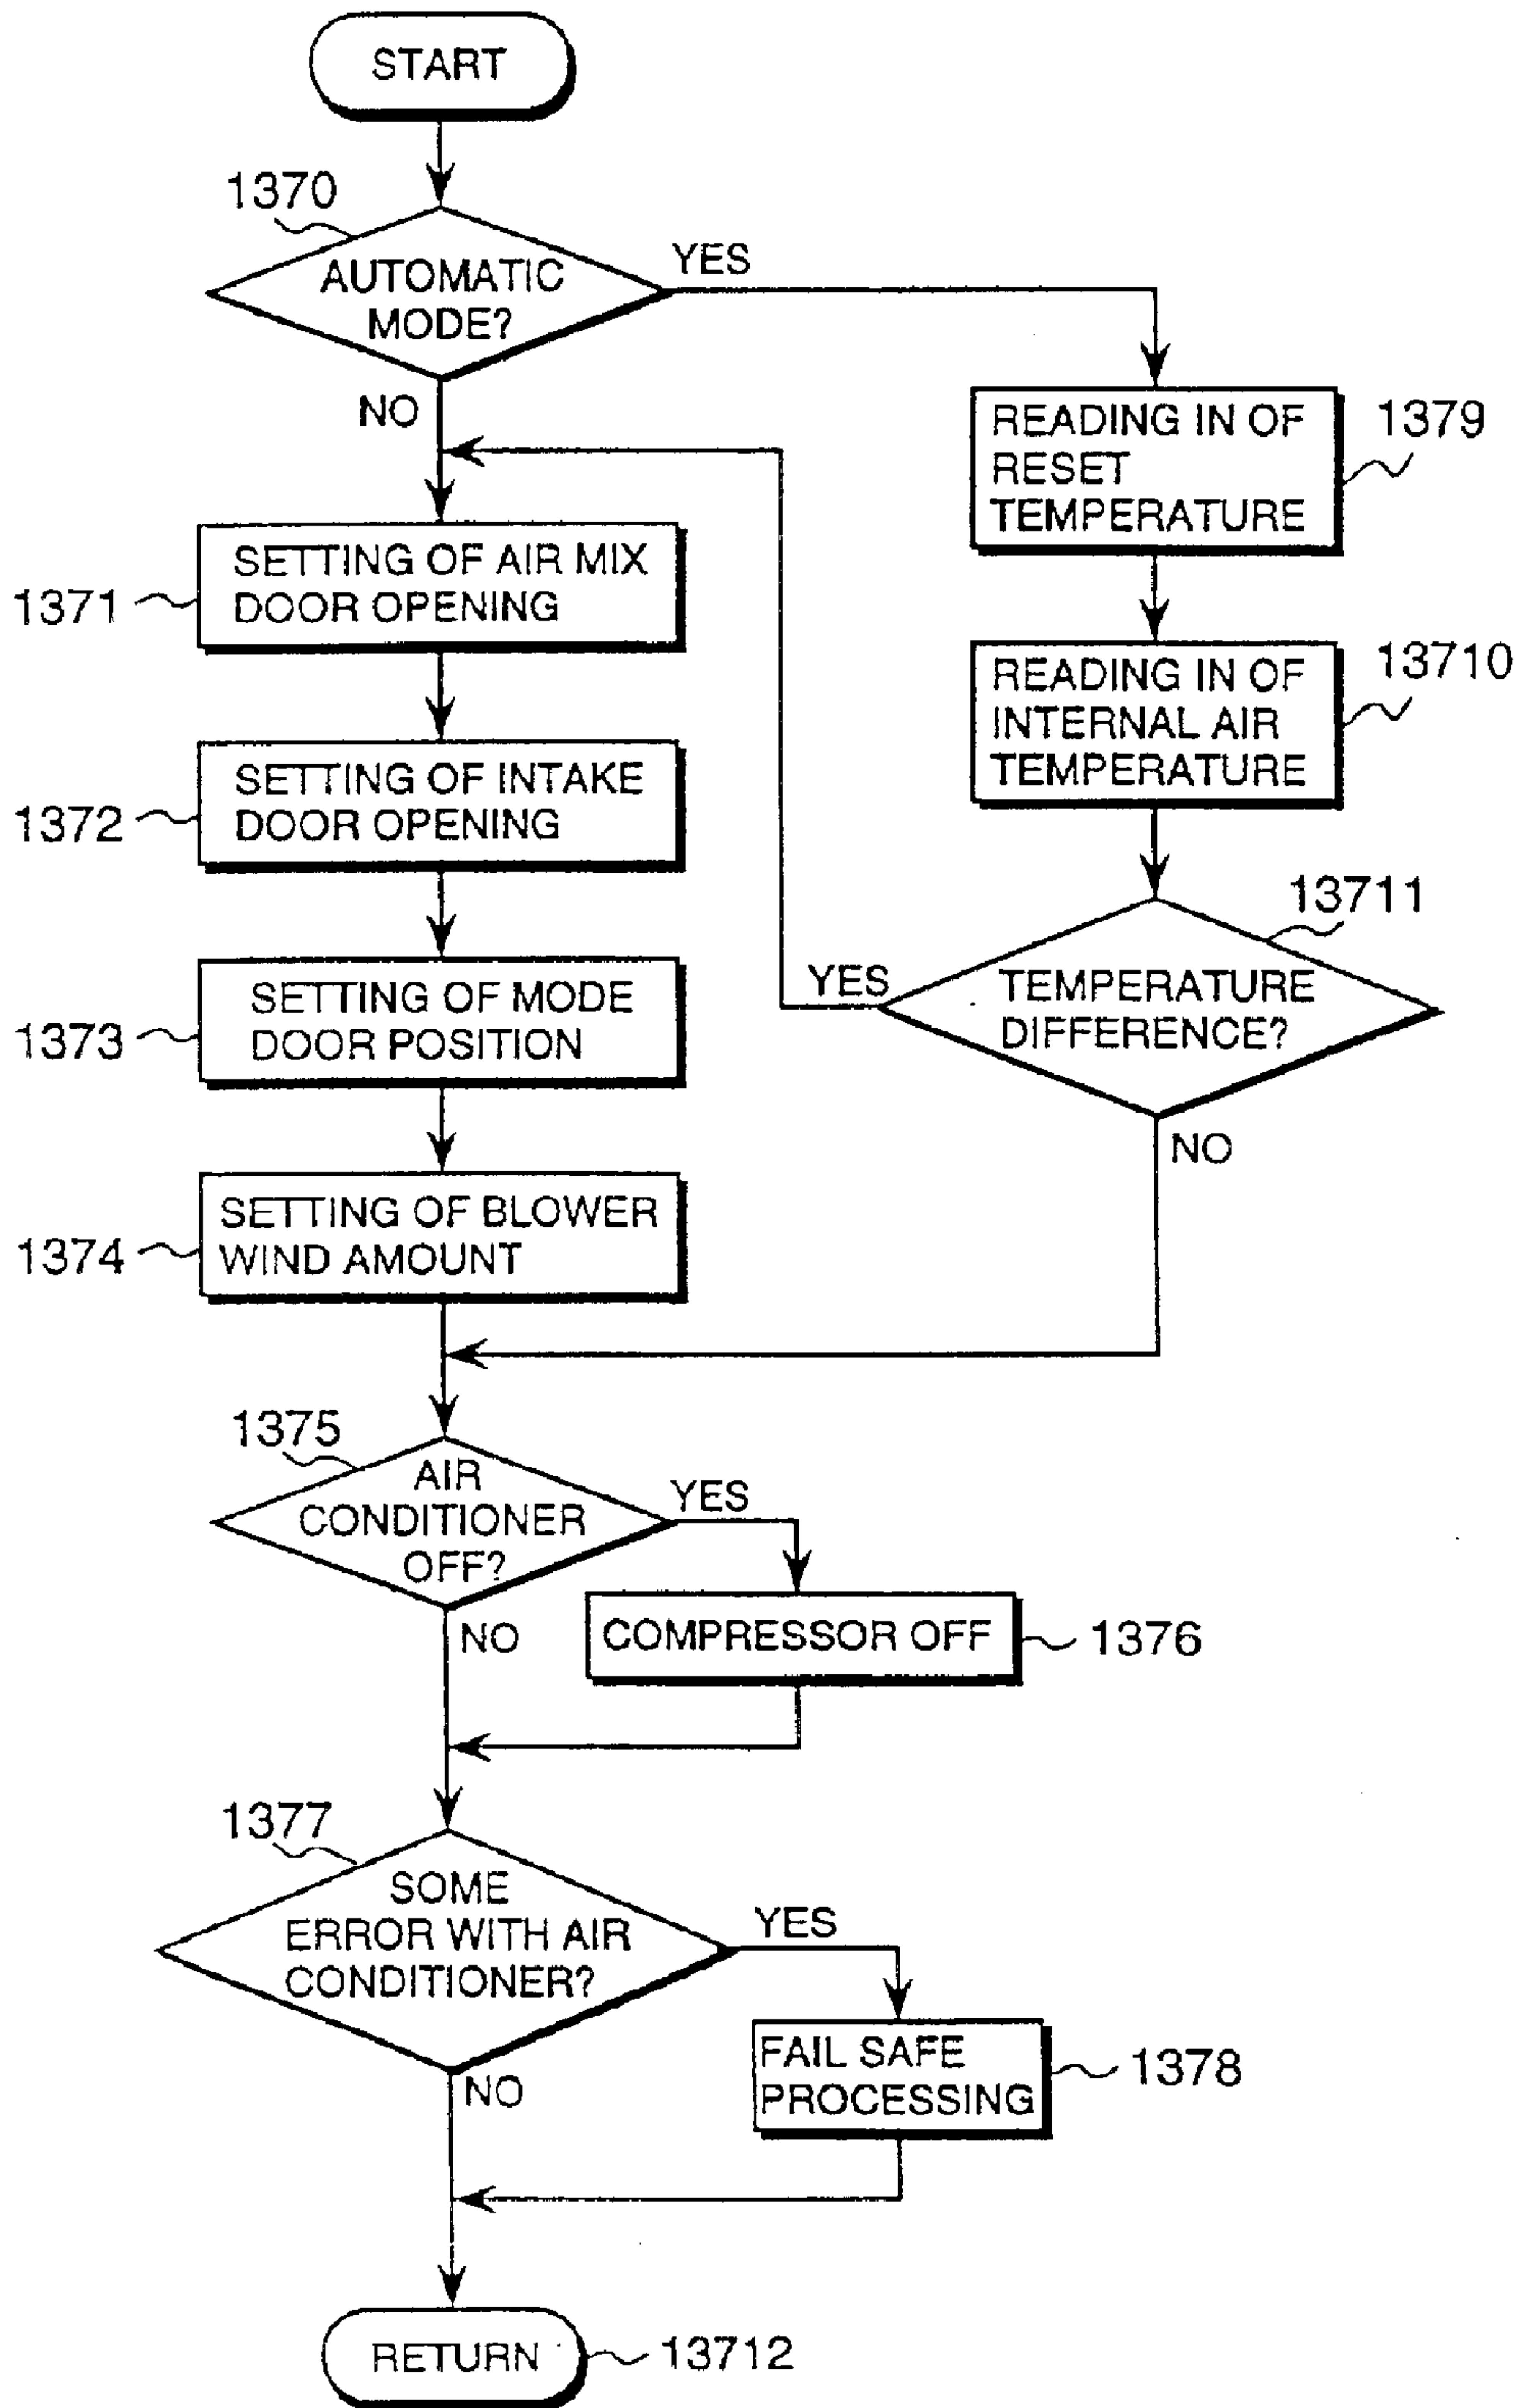 START
1370
AUTOMATIC
MODE?
YES
NO
READING IN OF
RESET
TEMPERATURE
1379
SETTING OF AIR MIX
DOOR OPENING
1371
READING IN OF
INTERNAL AIR
TEMPERATURE
13710
SETTING OF INTAKE
DOOR OPENING
1372
13711
TEMPERATURE
DIFFERENCE?
YES
NO
SETTING OF MODE
DOOR POSITION
1373
SETTING OF BLOWER
WIND AMOUNT
1374
1375
AIR
CONDITIONER
OFF?
YES
NO
COMPRESSOR OFF
1376
1377
SOME
ERROR WITH AIR
CONDITIONER?
YES
NO
FAIL SAFE
PROCESSING
1378
RETURN
13712